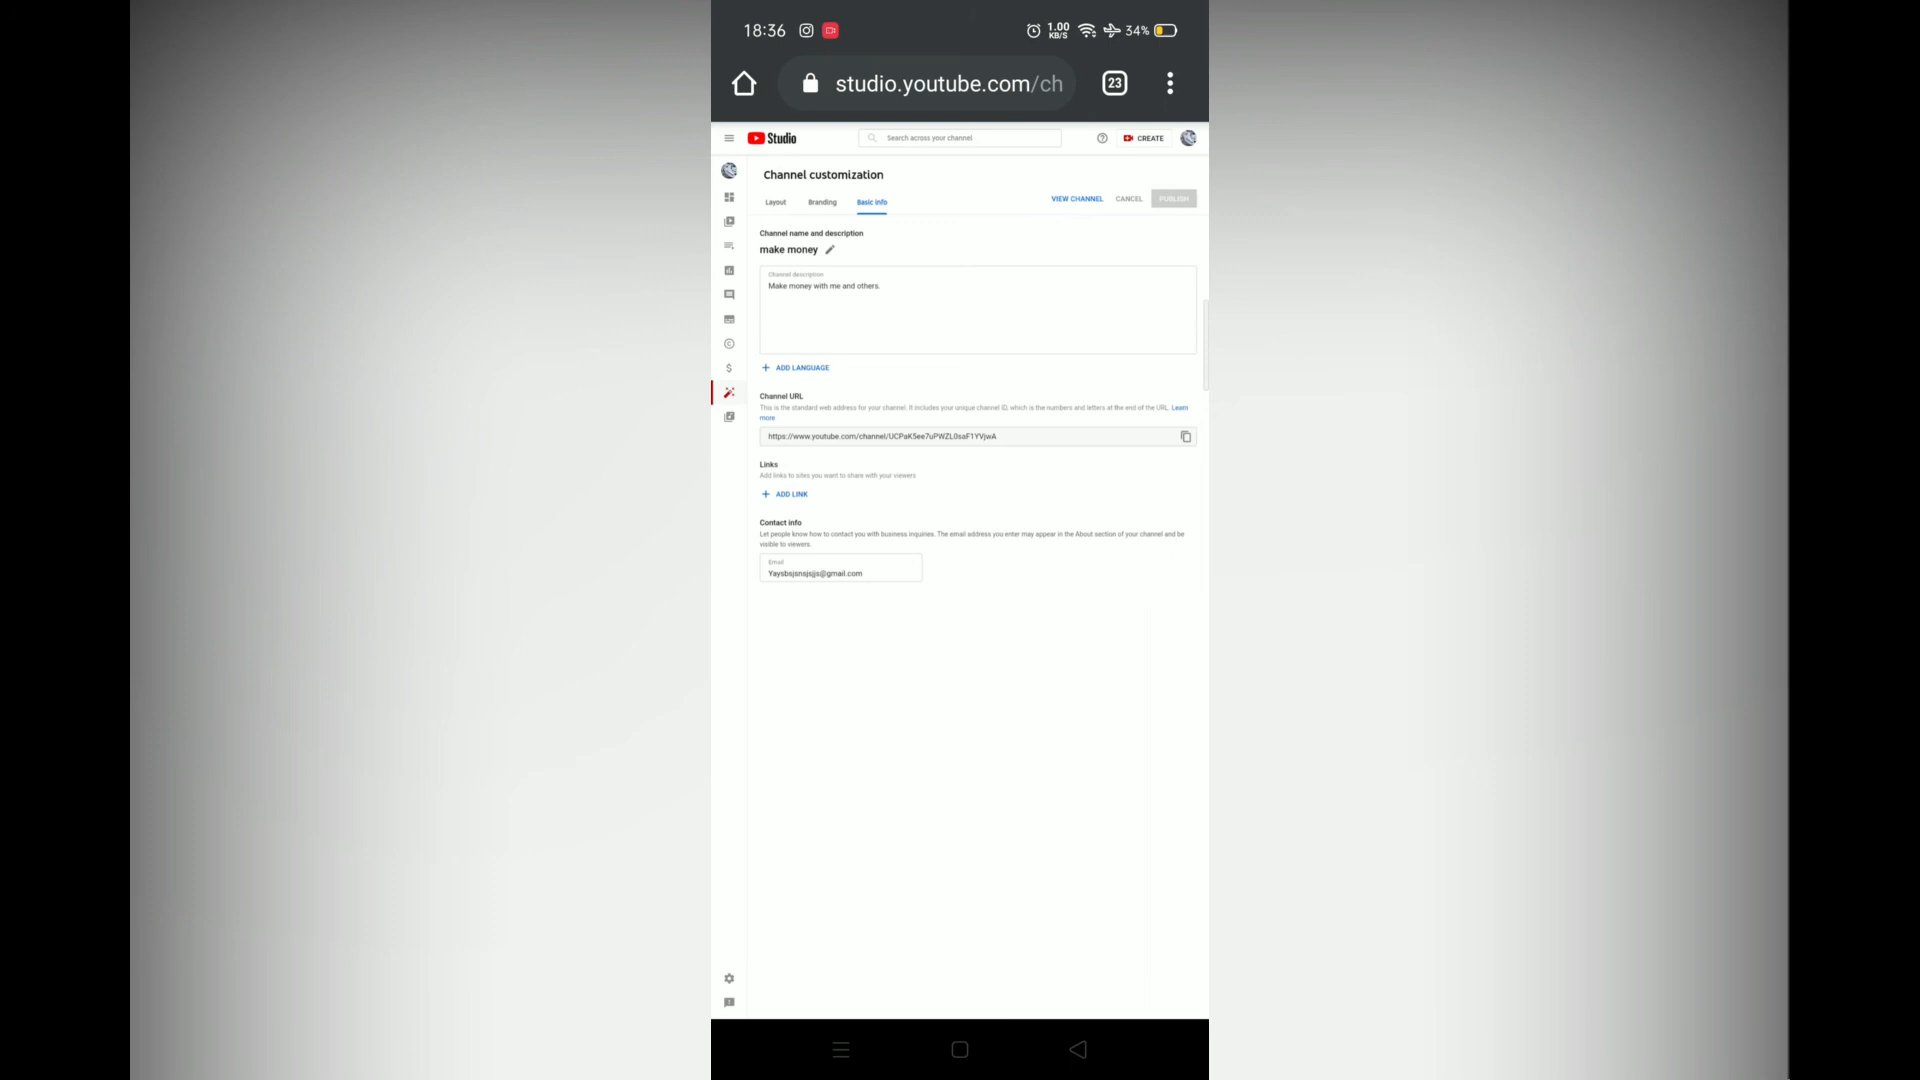 18:36 1.00 KB/S 34%
studio.youtube.com/ch 23
Studio Search across your channel CREATE
Channel customization
Layout Branding Basic info VIEW CHANNEL CANCEL PUBLISH
Channel name and description
make money
Channel description
Make money with me and others.
ADD LANGUAGE
Channel URL
This is the standard web address for your channel. It includes your unique channel ID, which is the numbers and letters at the end of the URL. Learn
more
https://www.youtube.com/channel/UCPaK5ee7uPWZL0saF1YVjwA
Links
Add links to sites you want to share with your viewers
ADD LINK
Contact info
Let people know how to contact you with business inquiries. The email address you enter may appear in the About section of your channel and be
visible to viewers.
Email
Yaysbsjsnsjsjjs@gmail.com